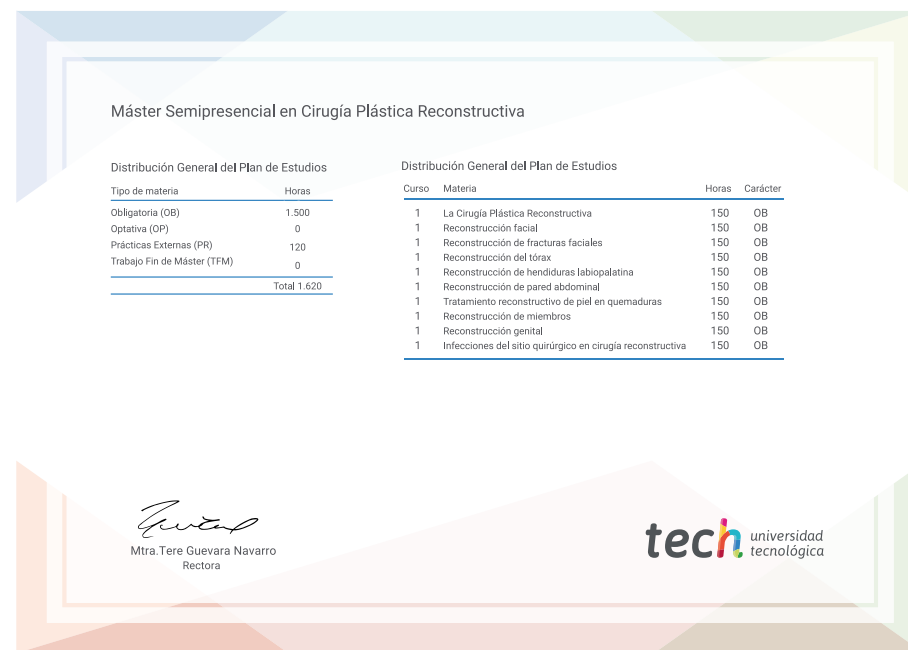 Máster Semipresencial en Cirugía Plástica Reconstructiva
Distribución General del Plan de Estudios
Tipo de materia Horas
Obligatoria (OB) 1.500
Optativa (OP) 0
Prácticas Externas (PR) 120
Trabajo Fin de Máster (TFM) 0
Total 1.620
Distribución General del Plan de Estudios
Curso Materia Horas Carácter
1 La Cirugía Plástica Reconstructiva 150 OB
1 Reconstrucción facial 150 OB
1 Reconstrucción de fracturas faciales 150 OB
1 Reconstrucción del tórax 150 OB
1 Reconstrucción de hendiduras labiopalatina 150 OB
1 Reconstrucción de pared abdominal 150 OB
1 Tratamiento reconstructivo de piel en quemaduras 150 OB
1 Reconstrucción de miembros 150 OB
1 Reconstrucción genital 150 OB
1 Infecciones del sitio quirúrgico en cirugía reconstructiva 150 OB
Mtra.Tere Guevara Navarro
Rectora
tech universidad
tecnológica